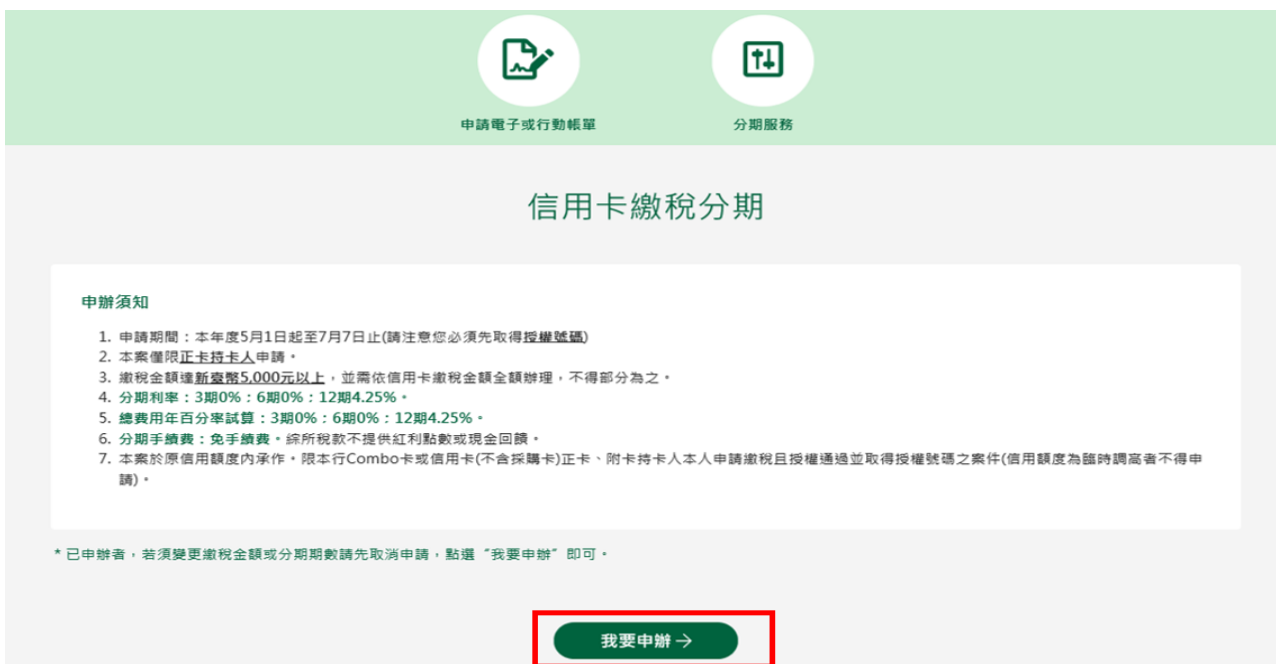 申請電子或行動帳單
分期服務
信用卡繳稅分期
申辦須知
1. 申請期間：本年度5月1日起至7月7日止(請注意您必須先取得授權號碼)
2. 本案僅限正卡持卡人申請。
3. 繳稅金額達新臺幣5,000元以上，並需依信用卡繳稅金額全額辦理，不得部分為之。
4. 分期利率：3期0%；6期0%；12期4.25%。
5. 總費用年百分率試算：3期0%；6期0%；12期4.25%。
6. 分期手續費：免手續費。綜所稅款不提供紅利點數或現金回饋。
7. 本案於原信用額度內承作。限本行Combo卡或信用卡(不含採購卡)正卡、附卡持卡人本人申請繳稅且授權通過並取得授權號碼之案件(信用額度為臨時調高者不得申
請)。
* 已申辦者，若須變更繳稅金額或分期期數請先取消申請，點選“我要申辦”即可。
我要申辦→